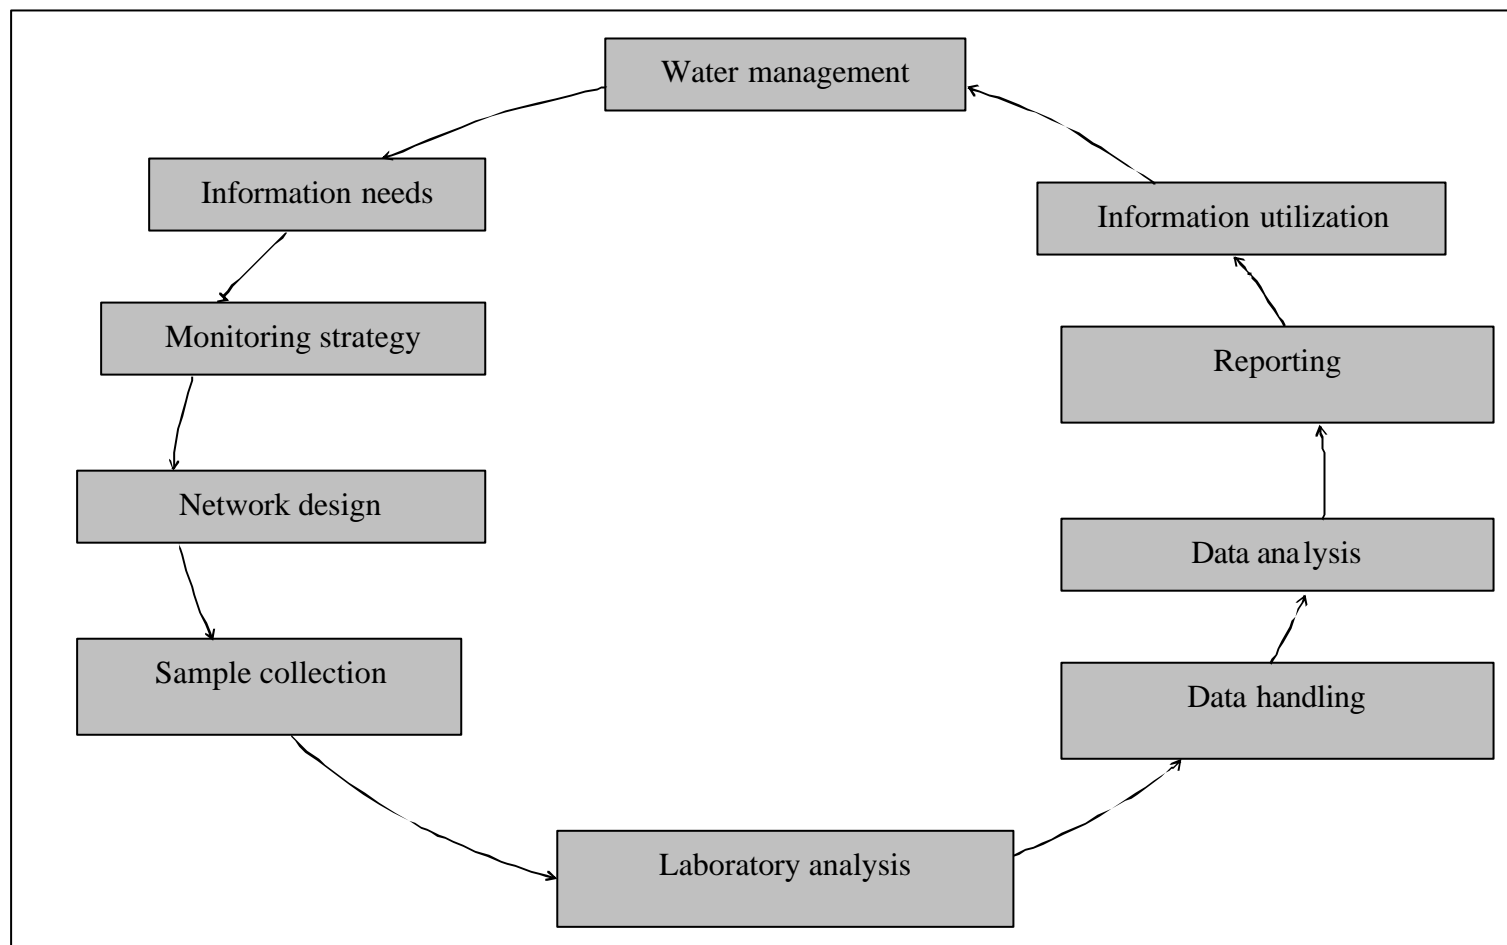 Water management
Information needs
Information utilization
Monitoring strategy
Reporting
Network design
Data analysis
Sample collection
Data handling
Laboratory analysis